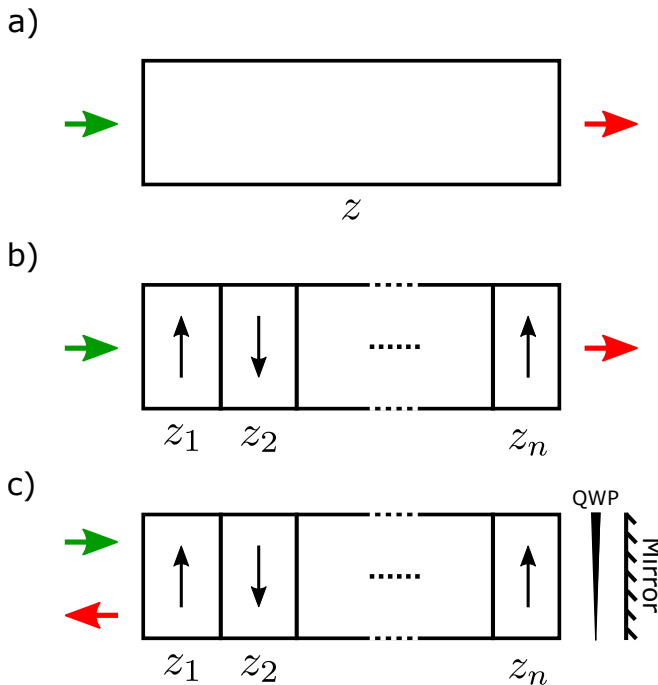 a)
z
b)
z₁ z₂ zₙ
c)
QWP
Mirror
z₁ z₂ zₙ